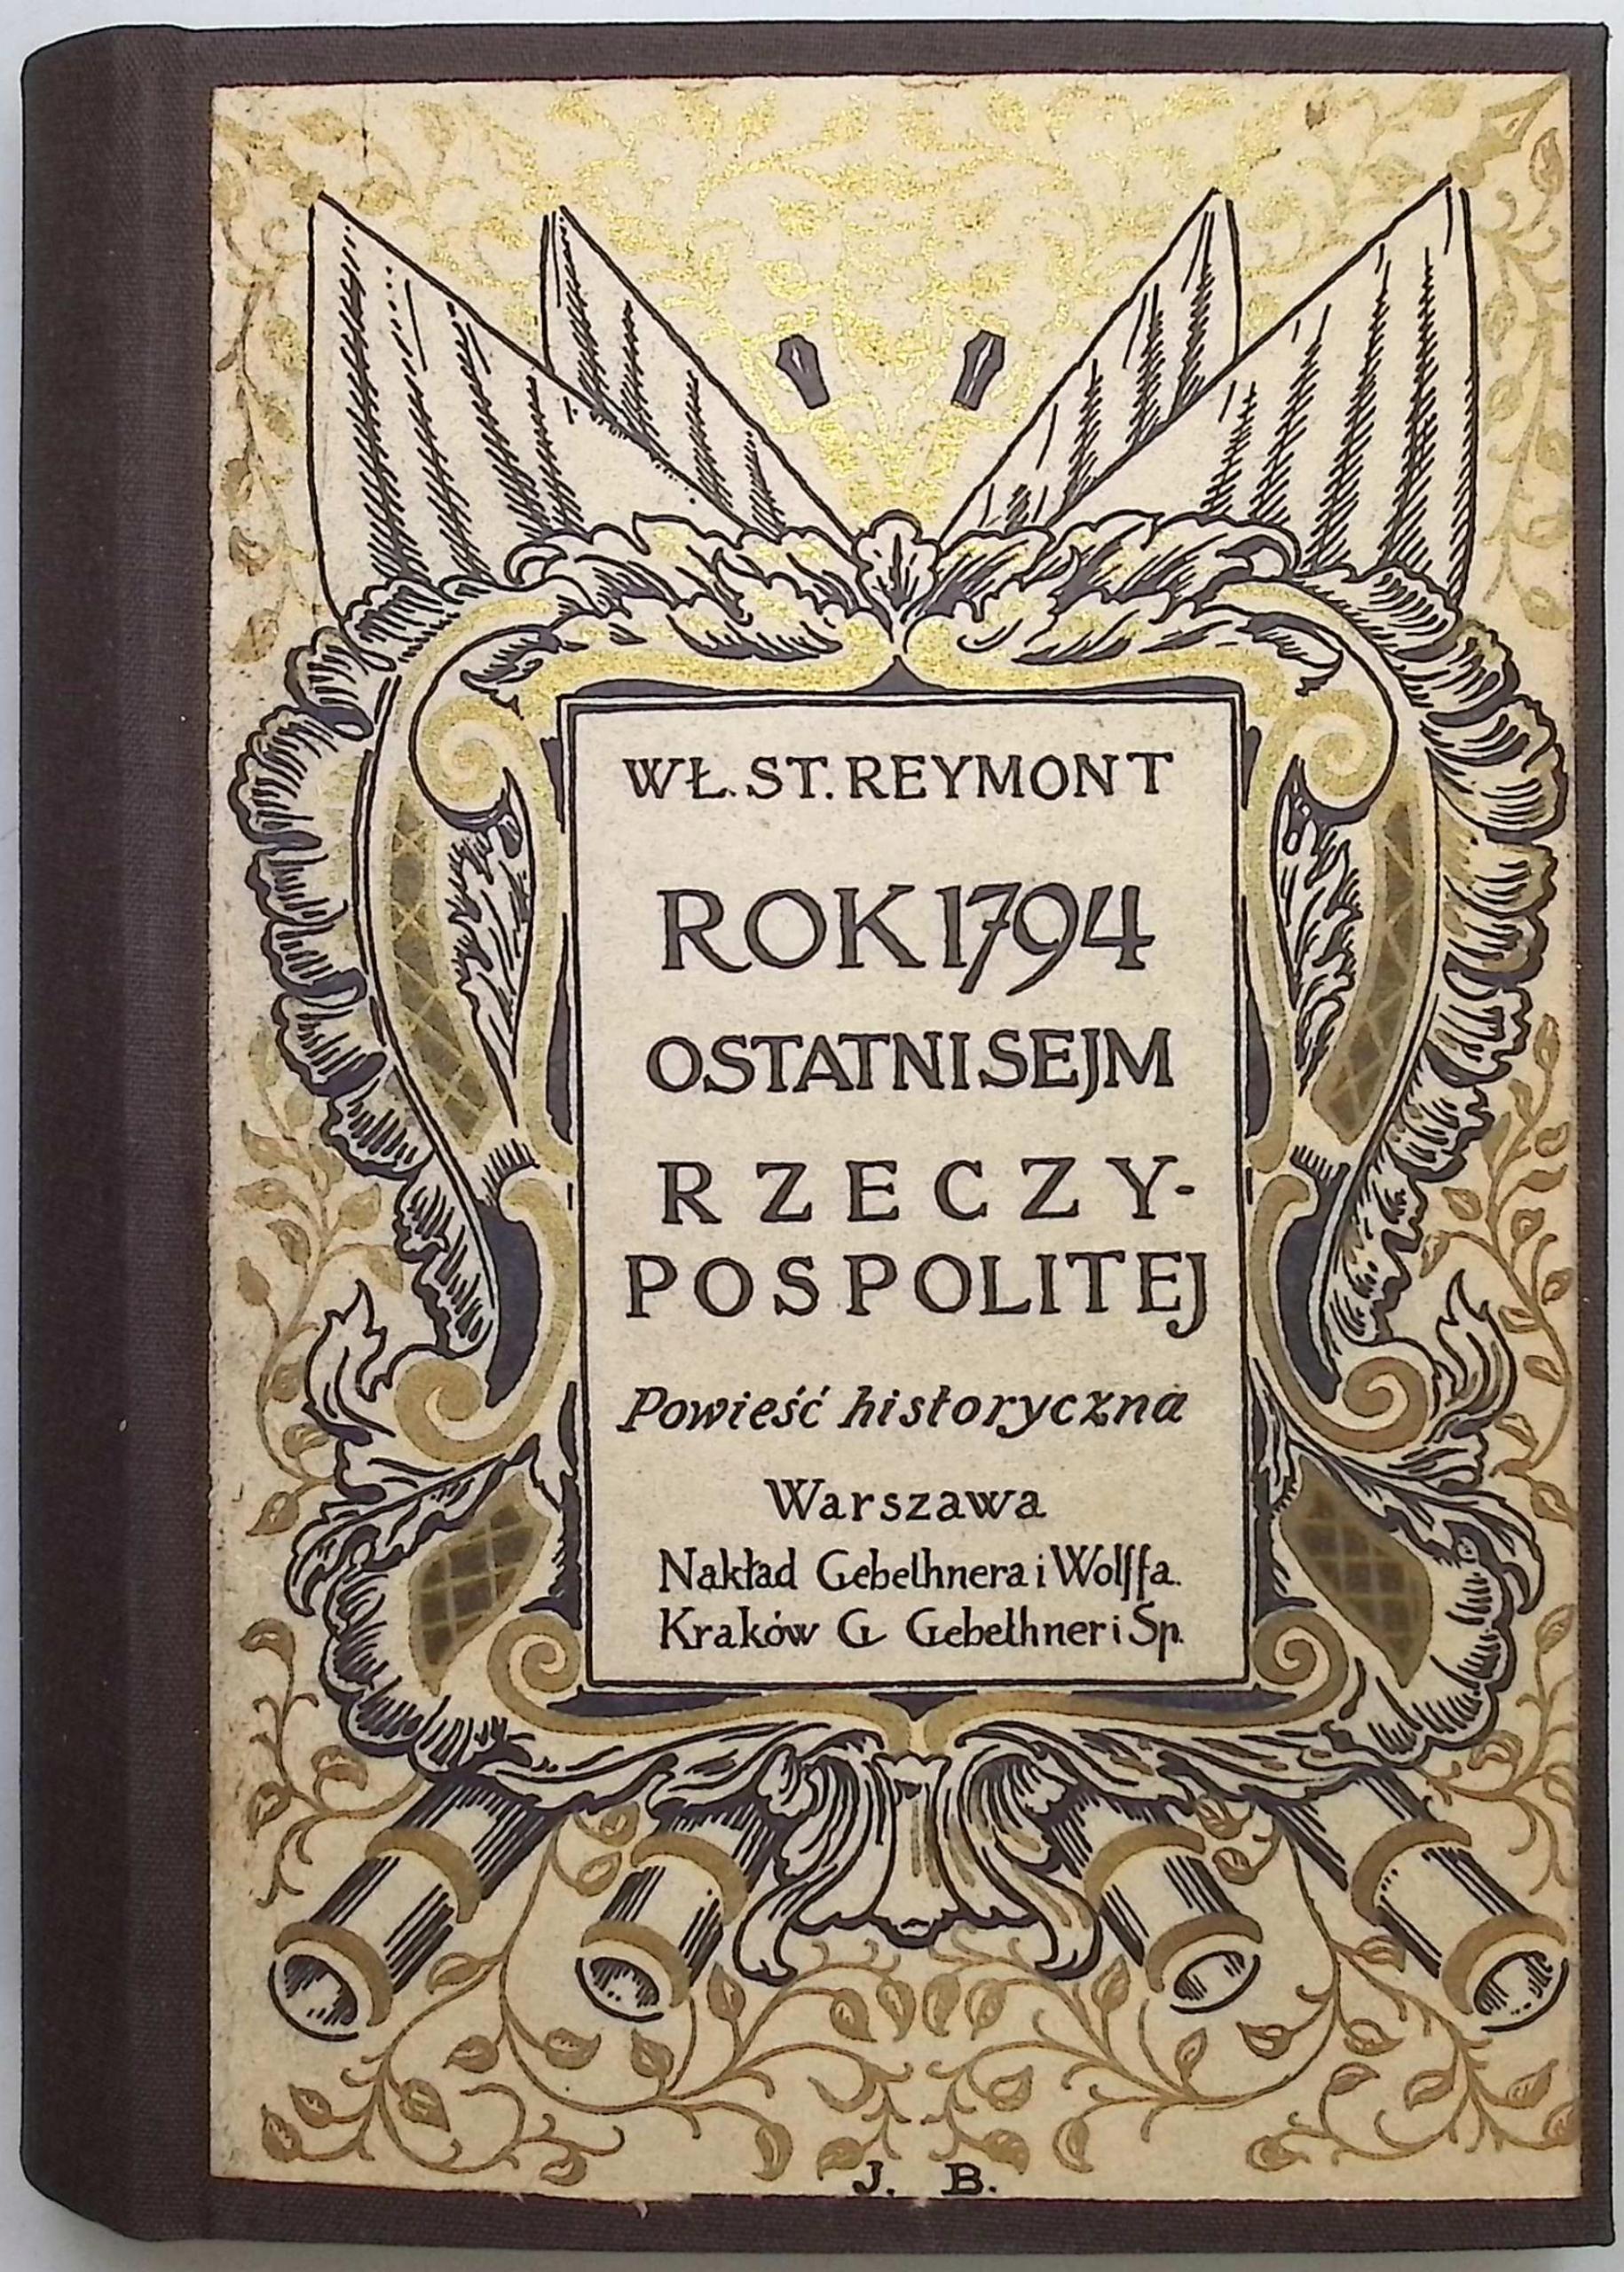 WŁ. ST. REYMONT
ROK 1794
OSTATNI SEJM
RZECZY-
POSPOLITEJ
Powieść historyczna
Warszawa
Nakład Gebethnera i Wolffa.
Kraków G Gebethner i Sp.
J. B.